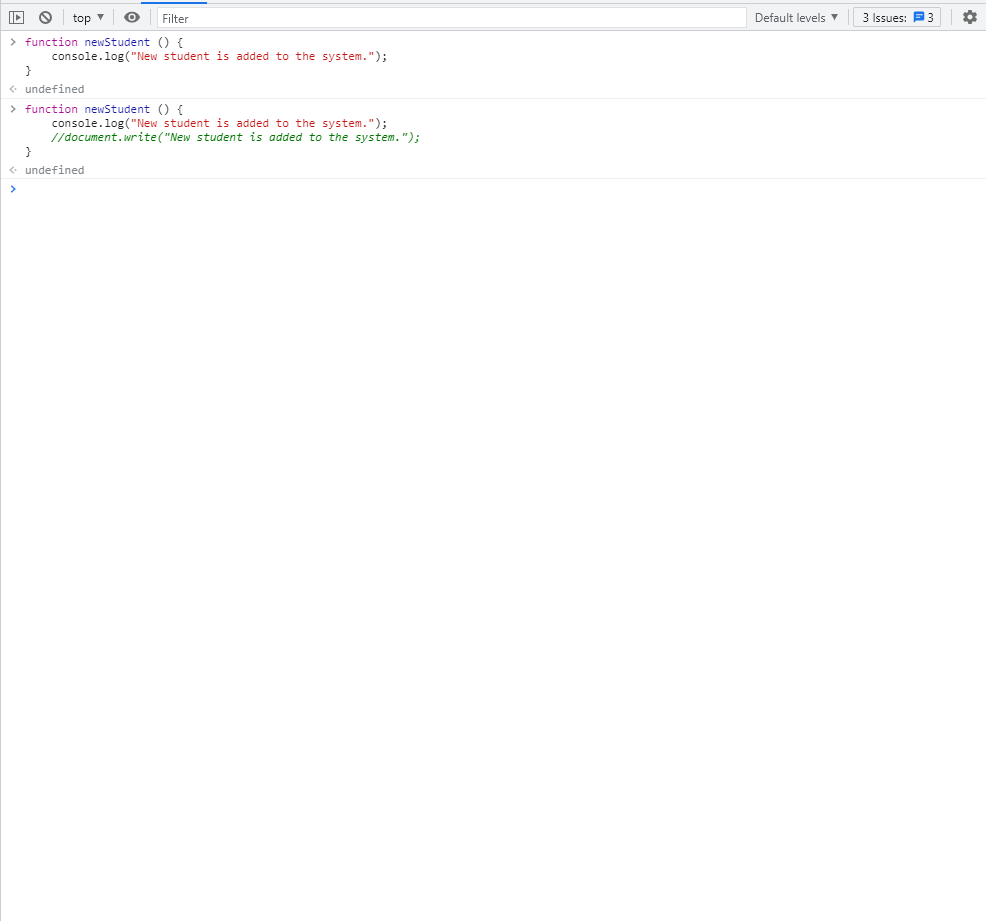 top ▼ Filter Default levels ▼ 3 Issues: 3
> function newStudent () {
console.log("New student is added to the system.");
}
undefined
> function newStudent () {
console.log("New student is added to the system.");
//document.write("New student is added to the system.");
}
undefined
>